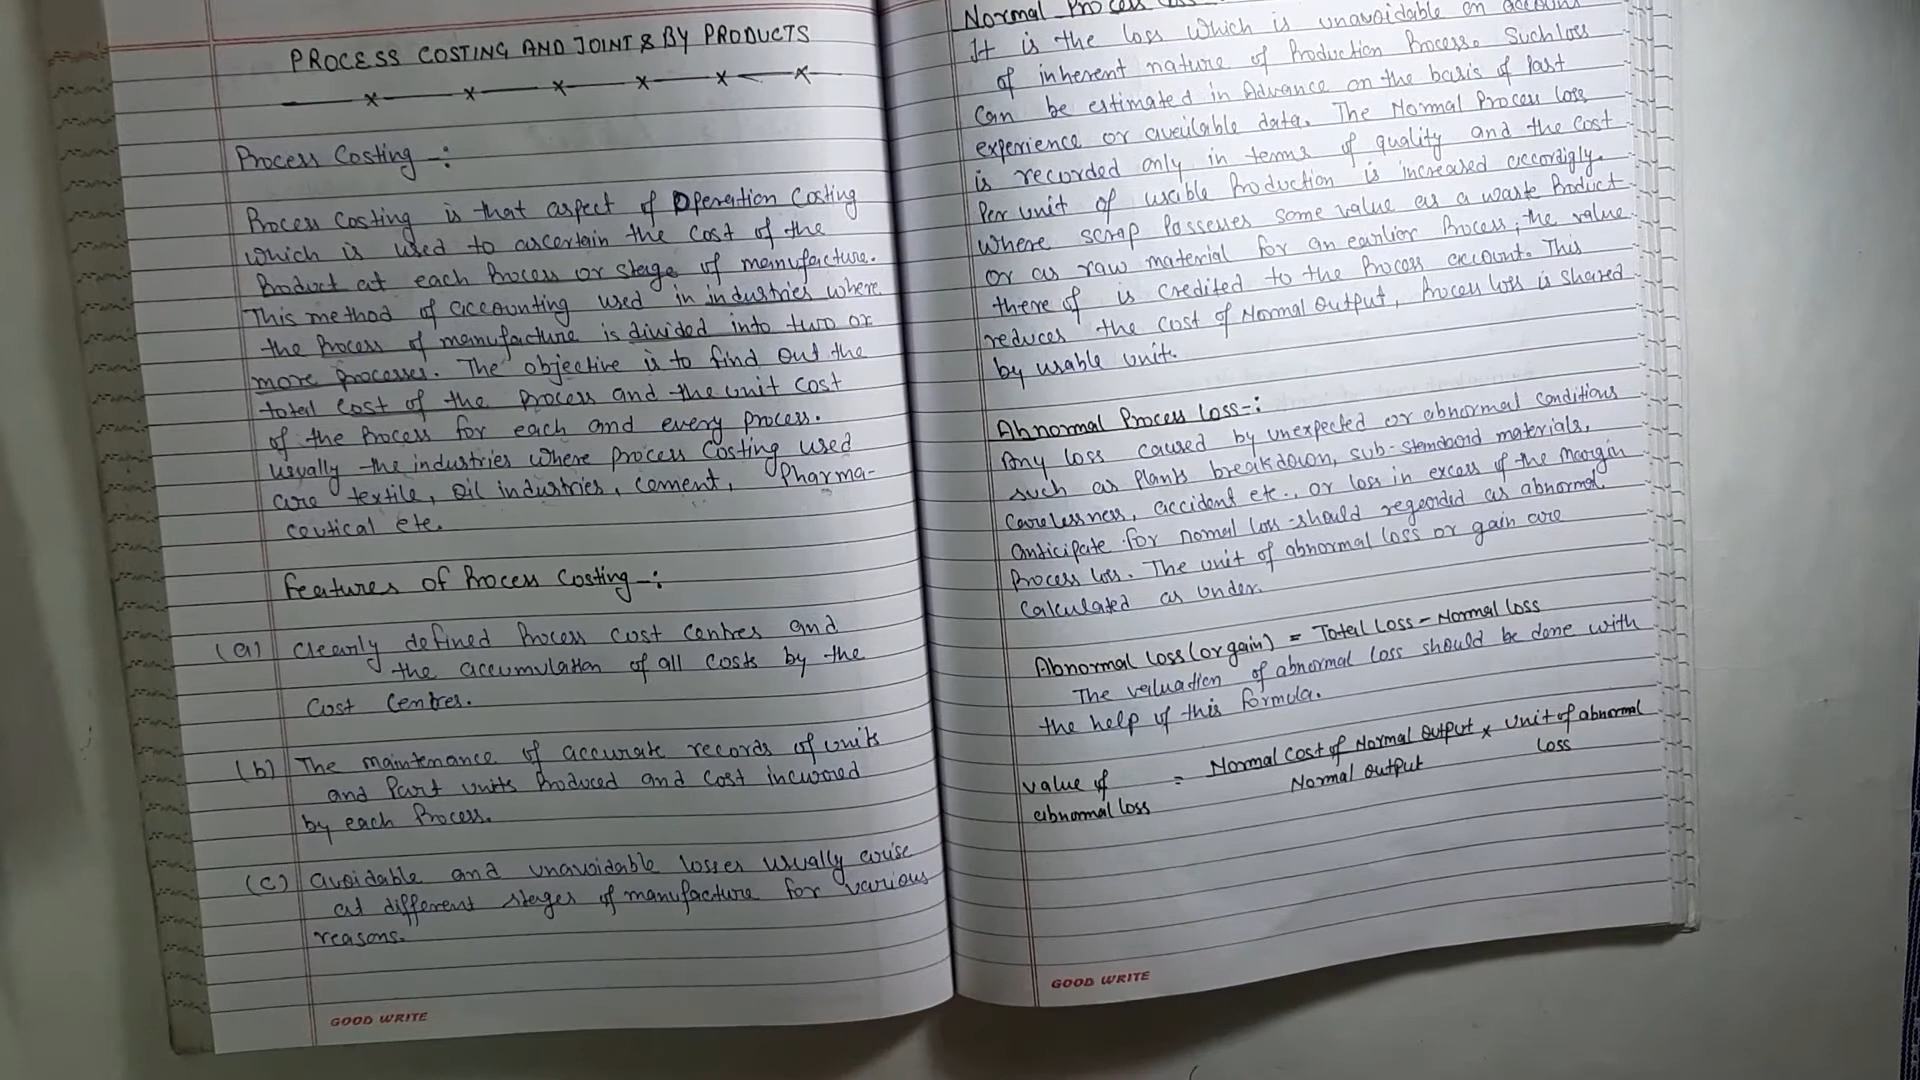 PROCESS COSTING AND JOINT & BY PRODUCTS
Process Costing -:
Process Costing is that aspect of Operation Costing
which is used to ascertain the cost of the
Product at each Process or stage of manufacture.
This method of accounting used in industries where
the Process of manufacture is divided into two or
more processes. The objective is to find out the
total cost of the process and the unit cost
of the Process for each and every process.
usually the industries where process Costing used
are textile, oil industries, cement, Pharma-
ceutical etc.
Features of Process Costing -:
(a) Clearly defined Process cost centres and
the accumulation of all costs by the
Cost Centres.
(b) The maintenance of accurate records of units
and Part units Produced and cost incurred
by each Process.
(c) avoidable and unavoidable losses usually arise
at different stages of manufacture for various
reasons.
GOOD WRITE
Normal Process
It is the loss which is unavoidable on account
of inherent nature of Production Process. Such loss
Can be estimated in Advance on the basis of Past
experience or available data. The Normal Process loss
is recorded only in terms of quality and the cost
Per unit of usable Production is increased accordigly.
Where scrap Passesses some value as a waste Product
or as raw material for an earlier Process, the value
there of is credited to the Process account. This
reduces the cost of Normal output, Process loss is shared
by usable unit.
Abnormal Process loss-:
Any loss caused by unexpected or abnormal conditions
such as Plants breakdown, sub-standard materials,
carelessness, accident etc., or loss in excess of the margin
anticipate for nomal loss should regarded as abnormal
Process loss. The unit of abnormal loss or gain are
Calculated as under.
Abnormal loss (or gain) = Total Loss - Normal loss
The valuation of abnormal loss should be done with
the help of this formula.
value of abnormal loss = Normal cost of Normal output / Normal output × unit of abnormal loss
GOOD WRITE